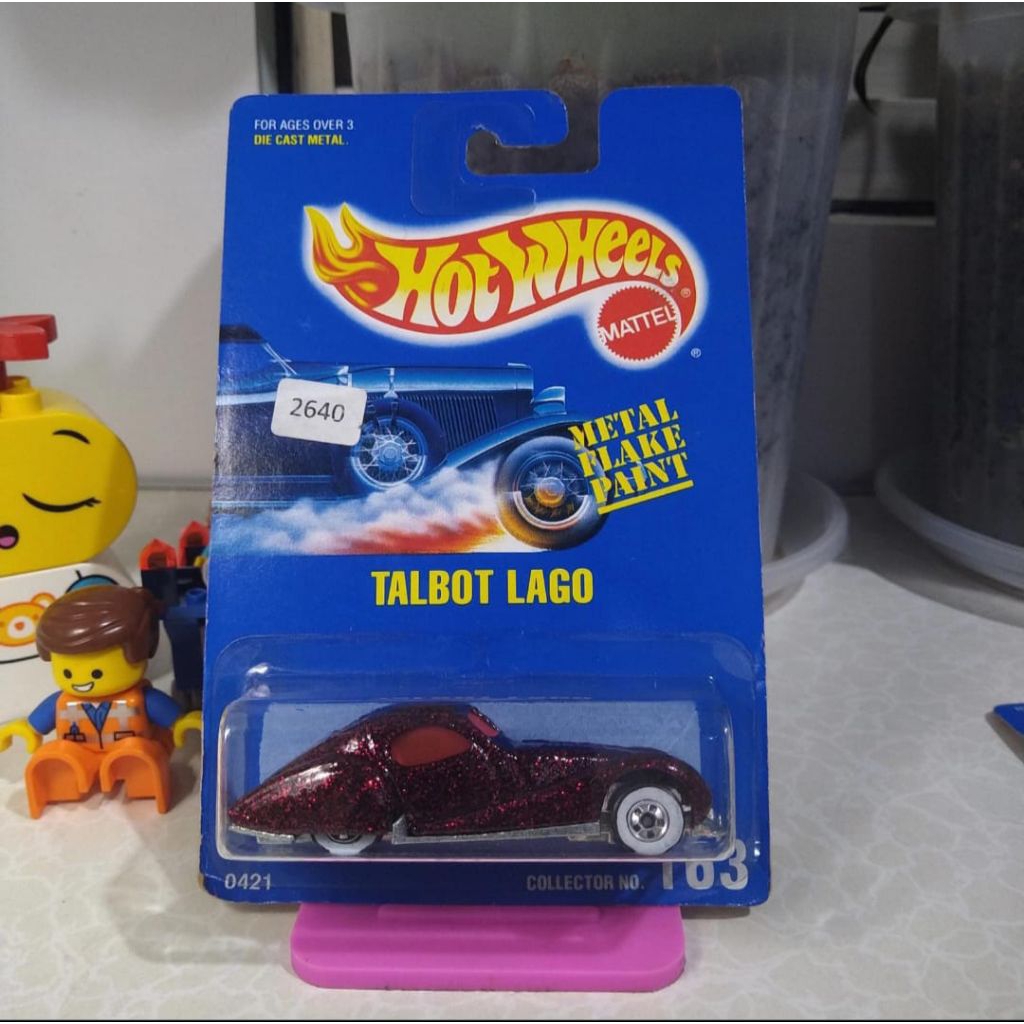 FOR AGES OVER 3
DIE CAST METAL.
HOT WHEELS
®
MATTEL
®
2640
METAL
FLAKE
PAINT
TALBOT LAGO
0421
COLLECTOR NO. 163